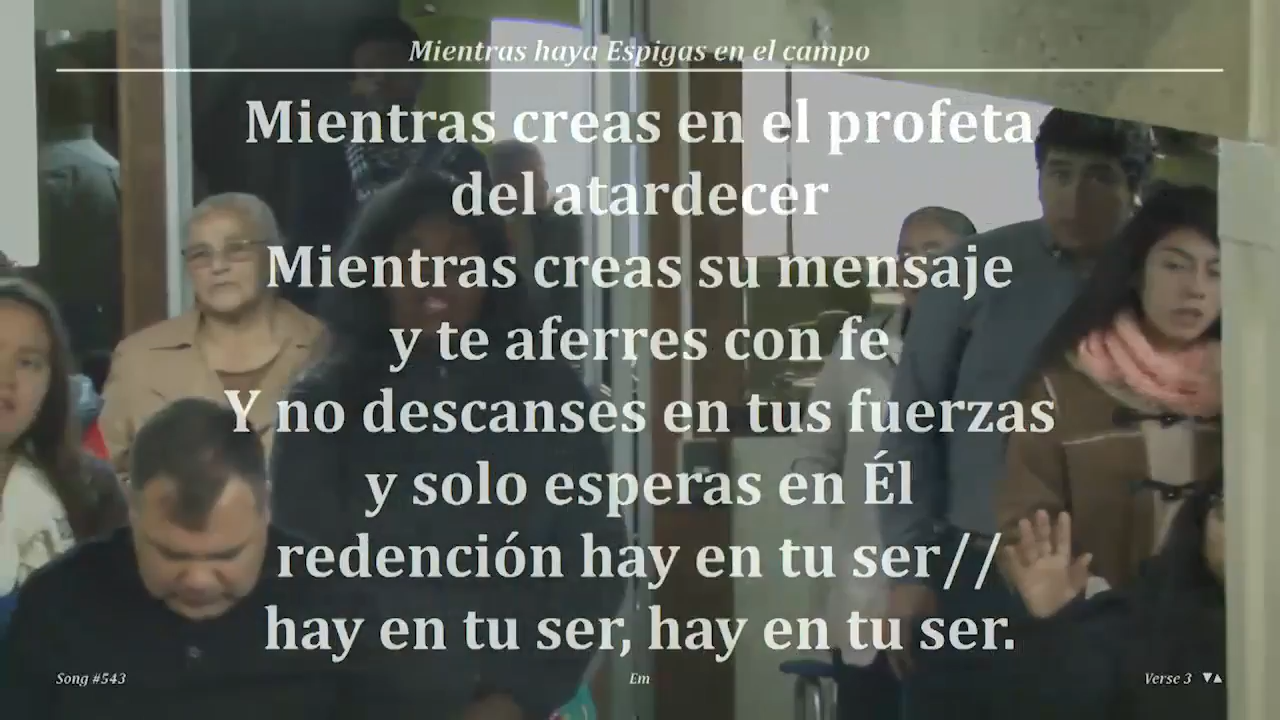 Mientras haya Espigas en el campo
Mientras creas en el profeta
del atardecer
Mientras creas su mensaje
y te aferres con fe
Y no descanses en tus fuerzas
y solo esperas en Él
redención hay en tu ser//
hay en tu ser, hay en tu ser.
Song #543
Em
Verse 3 ▼▲